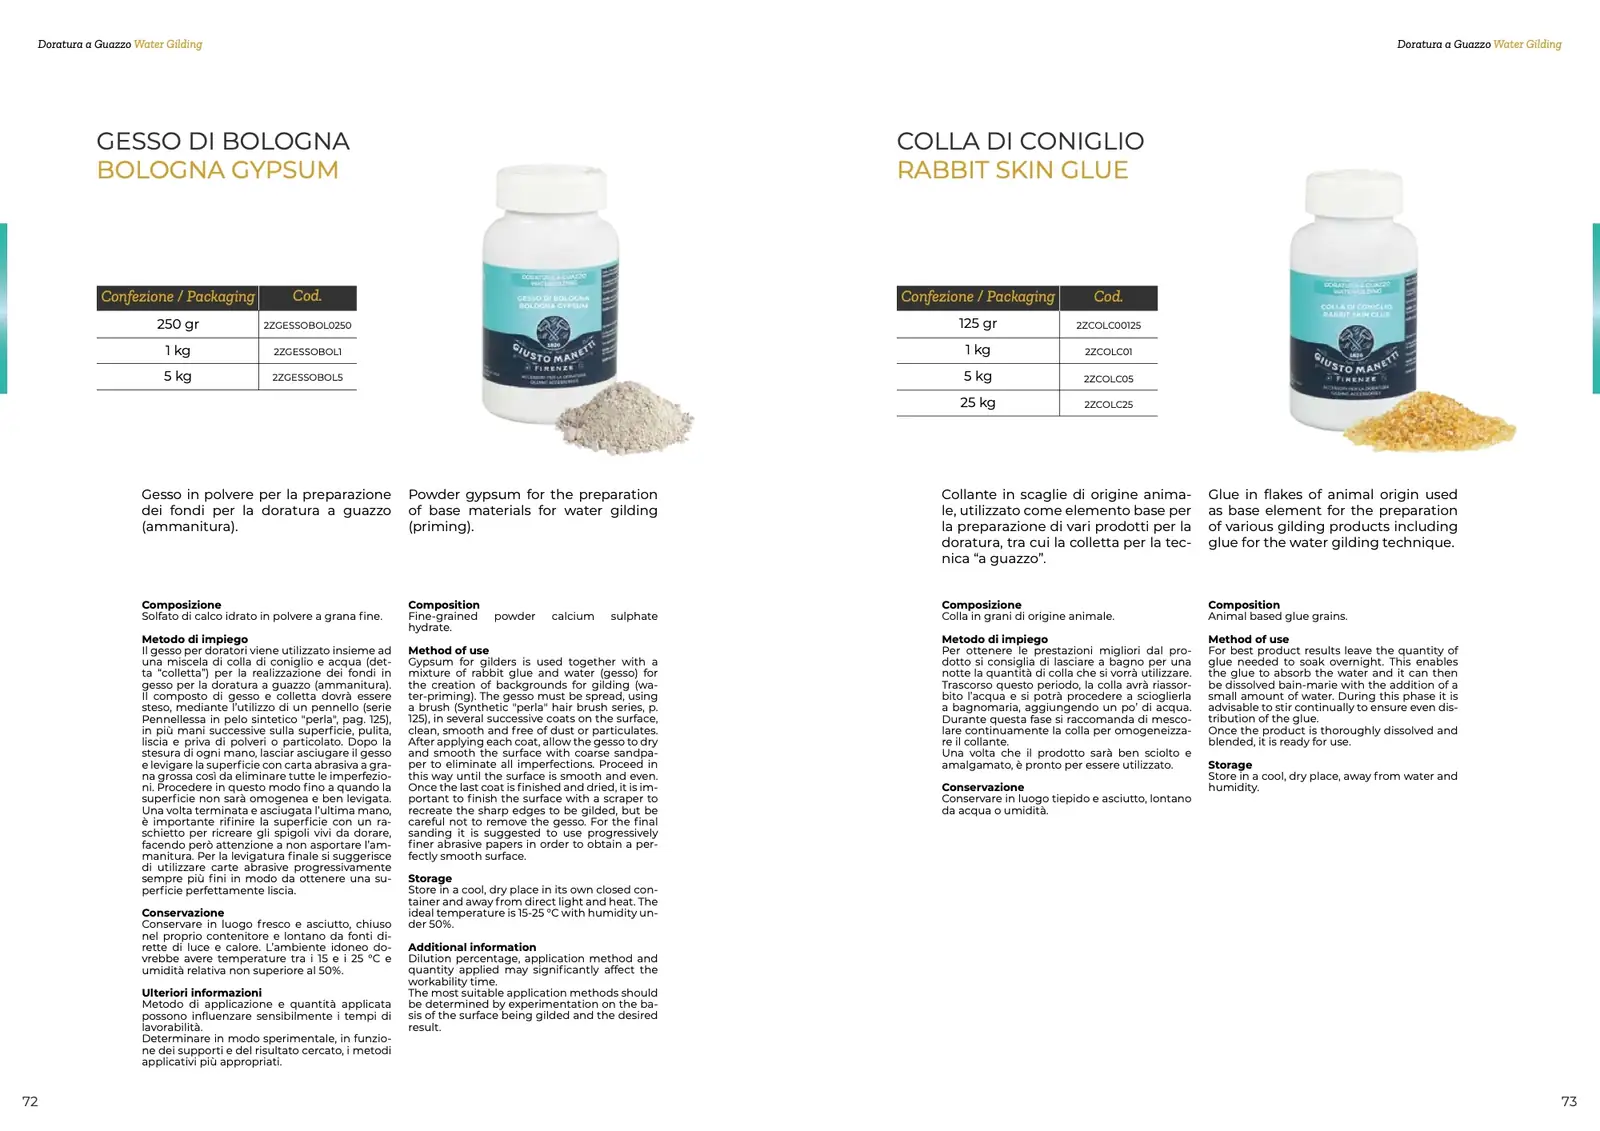 Doratura a Guazzo Water Gilding
GESSO DI BOLOGNA
BOLOGNA GYPSUM
Confezione / Packaging Cod.
250 gr 2ZGESSOBOL0250
1 kg 2ZGESSOBOL1
5 kg 2ZGESSOBOL5
DORATURA A GUAZZO
WATERGILDING
GESSO DI BOLOGNA
BOLOGNA GYPSUM
1820
GIUSTO MANETTI
FIRENZE
ACCESSORI PER LA DORATURA
GILDING ACCESSORIES
Gesso in polvere per la preparazione
dei fondi per la doratura a guazzo
(ammanitura).
Powder gypsum for the preparation
of base materials for water gilding
(priming).
Composizione
Solfato di calco idrato in polvere a grana fine.
Metodo di impiego
Il gesso per doratori viene utilizzato insieme ad
una miscela di colla di coniglio e acqua (det-
ta “colletta”) per la realizzazione dei fondi in
gesso per la doratura a guazzo (ammanitura).
Il composto di gesso e colletta dovrà essere
steso, mediante l’utilizzo di un pennello (serie
Pennellessa in pelo sintetico "perla", pag. 125),
in più mani successive sulla superficie, pulita,
liscia e priva di polveri o particolato. Dopo la
stesura di ogni mano, lasciar asciugare il gesso
e levigare la superficie con carta abrasiva a gra-
na grossa così da eliminare tutte le imperfezio-
ni. Procedere in questo modo fino a quando la
superficie non sarà omogenea e ben levigata.
Una volta terminata e asciugata l’ultima mano,
è importante rifinire la superficie con un ra-
schietto per ricreare gli spigoli vivi da dorare,
facendo però attenzione a non asportare l’am-
manitura. Per la levigatura finale si suggerisce
di utilizzare carte abrasive progressivamente
sempre più fini in modo da ottenere una su-
perficie perfettamente liscia.
Conservazione
Conservare in luogo fresco e asciutto, chiuso
nel proprio contenitore e lontano da fonti di-
rette di luce e calore. L’ambiente idoneo do-
vrebbe avere temperature tra i 15 e i 25 °C e
umidità relativa non superiore al 50%.
Ulteriori informazioni
Metodo di applicazione e quantità applicata
possono influenzare sensibilmente i tempi di
lavorabilità.
Determinare in modo sperimentale, in funzio-
ne dei supporti e del risultato cercato, i metodi
applicativi più appropriati.
Composition
Fine-grained powder calcium sulphate
hydrate.
Method of use
Gypsum for gilders is used together with a
mixture of rabbit glue and water (gesso) for
the creation of backgrounds for gilding (wa-
ter-priming). The gesso must be spread, using
a brush (Synthetic "perla" hair brush series, p.
125), in several successive coats on the surface,
clean, smooth and free of dust or particulates.
After applying each coat, allow the gesso to dry
and smooth the surface with coarse sandpa-
per to eliminate all imperfections. Proceed in
this way until the surface is smooth and even.
Once the last coat is finished and dried, it is im-
portant to finish the surface with a scraper to
recreate the sharp edges to be gilded, but be
careful not to remove the gesso. For the final
sanding it is suggested to use progressively
finer abrasive papers in order to obtain a per-
fectly smooth surface.
Storage
Store in a cool, dry place in its own closed con-
tainer and away from direct light and heat. The
ideal temperature is 15-25 °C with humidity un-
der 50%.
Additional information
Dilution percentage, application method and
quantity applied may significantly affect the
workability time.
The most suitable application methods should
be determined by experimentation on the ba-
sis of the surface being gilded and the desired
result.
72
Doratura a Guazzo Water Gilding
COLLA DI CONIGLIO
RABBIT SKIN GLUE
Confezione / Packaging Cod.
125 gr 2ZCOLC00125
1 kg 2ZCOLC01
5 kg 2ZCOLC05
25 kg 2ZCOLC25
DORATURA A GUAZZO
WATERGILDING
COLLA DI CONIGLIO
RABBIT SKIN GLUE
1820
GIUSTO MANETTI
FIRENZE
ACCESSORI PER LA DORATURA
GILDING ACCESSORIES
Collante in scaglie di origine anima-
le, utilizzato come elemento base per
la preparazione di vari prodotti per la
doratura, tra cui la colletta per la tec-
nica “a guazzo”.
Glue in flakes of animal origin used
as base element for the preparation
of various gilding products including
glue for the water gilding technique.
Composizione
Colla in grani di origine animale.
Metodo di impiego
Per ottenere le prestazioni migliori dal pro-
dotto si consiglia di lasciare a bagno per una
notte la quantità di colla che si vorrà utilizzare.
Trascorso questo periodo, la colla avrà riassor-
bito l’acqua e si potrà procedere a scioglierla
a bagnomaria, aggiungendo un po’ di acqua.
Durante questa fase si raccomanda di mesco-
lare continuamente la colla per omogeneizza-
re il collante.
Una volta che il prodotto sarà ben sciolto e
amalgamato, è pronto per essere utilizzato.
Conservazione
Conservare in luogo tiepido e asciutto, lontano
da acqua o umidità.
Composition
Animal based glue grains.
Method of use
For best product results leave the quantity of
glue needed to soak overnight. This enables
the glue to absorb the water and it can then
be dissolved bain-marie with the addition of a
small amount of water. During this phase it is
advisable to stir continually to ensure even dis-
tribution of the glue.
Once the product is thoroughly dissolved and
blended, it is ready for use.
Storage
Store in a cool, dry place, away from water and
humidity.
73